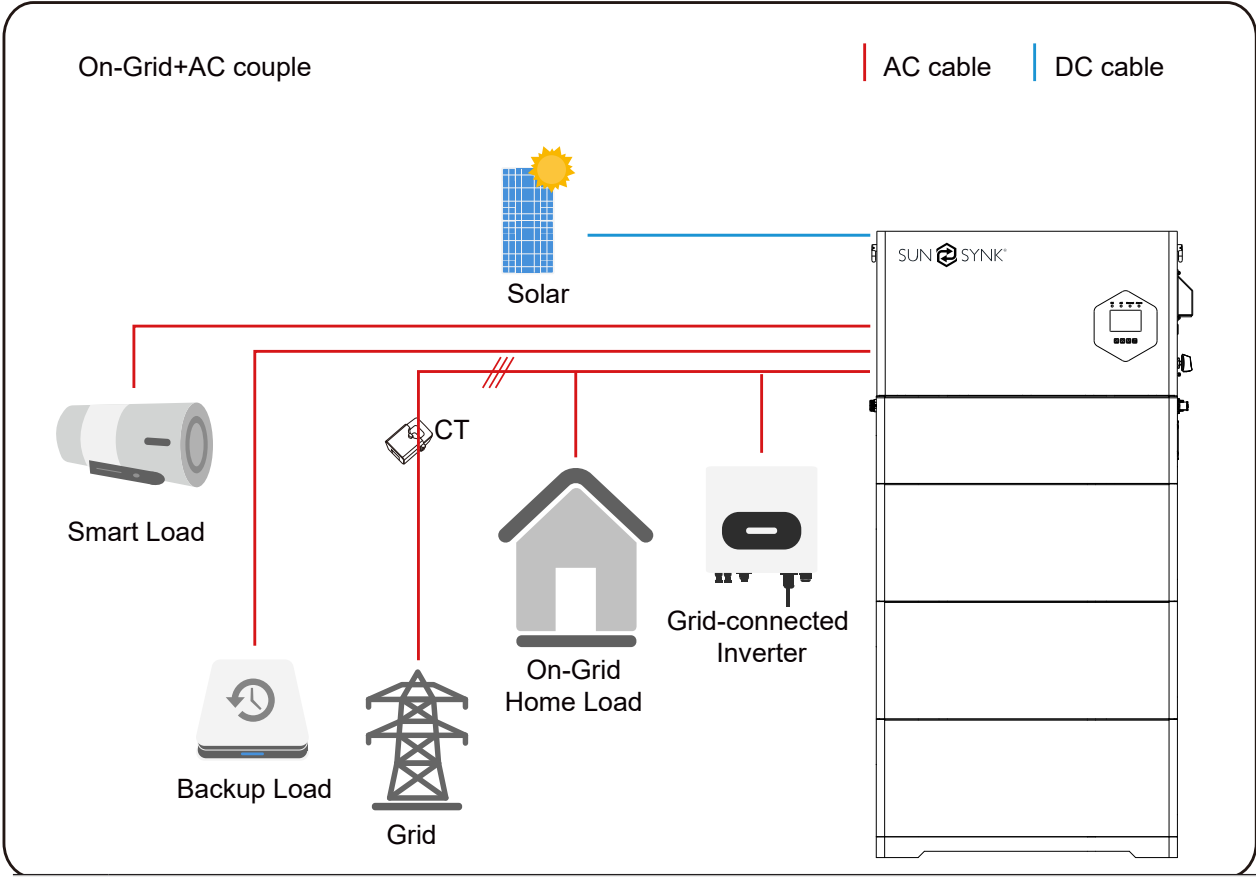 On-Grid+AC couple
AC cable
DC cable
SUN SYNK®
Solar
CT
Smart Load
Grid-connected
Inverter
On-Grid
Home Load
Backup Load
Grid